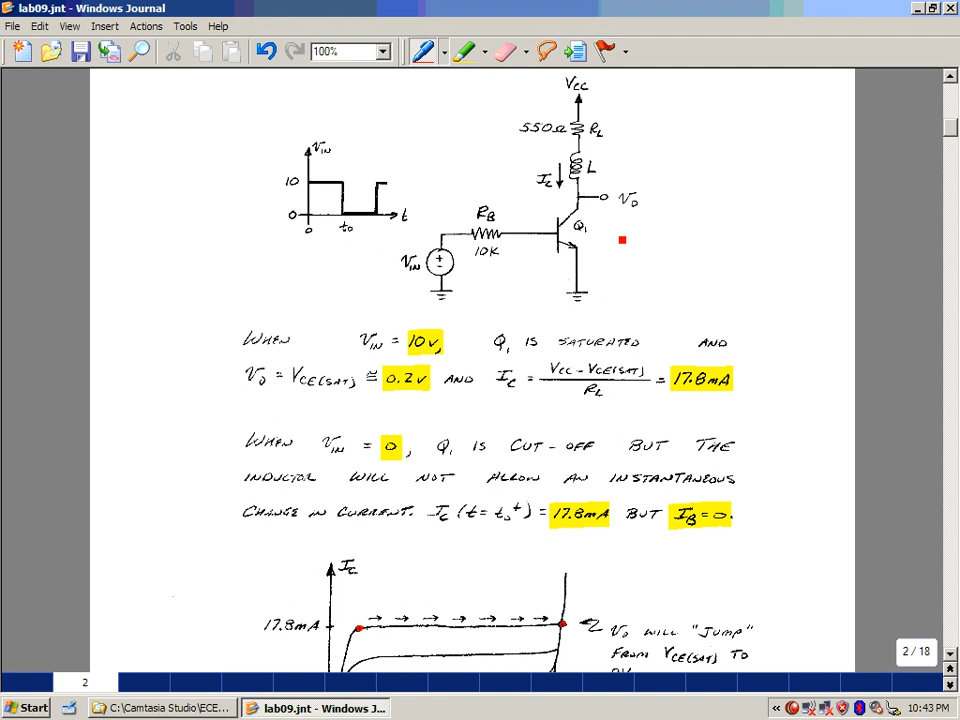 lab09.jnt - Windows Journal
File Edit View Insert Actions Tools Help
100%
VCC
550Ω RL
VIN
10
IC L
0 t
V0
0 t0
RB
Q1
10K
VIN
WHEN VIN = 10V, Q1 IS SATURATED AND
V0 = VCE(SAT) ≅ 0.2V AND IC = VCC - VCE(SAT) / RL = 17.8mA
WHEN VIN = 0, Q1 IS CUT-OFF BUT THE
INDUCTOR WILL NOT ALLOW AN INSTANTANEOUS
CHANGE IN CURRENT. IC (t = t0+) = 17.8mA BUT IB = 0.
IC
17.8mA
V0 WILL "JUMP"
FROM VCE(SAT) TO
2 / 18
2
Start C:\Camtasia Studio\ECE... lab09.jnt - Windows J... 10:43 PM